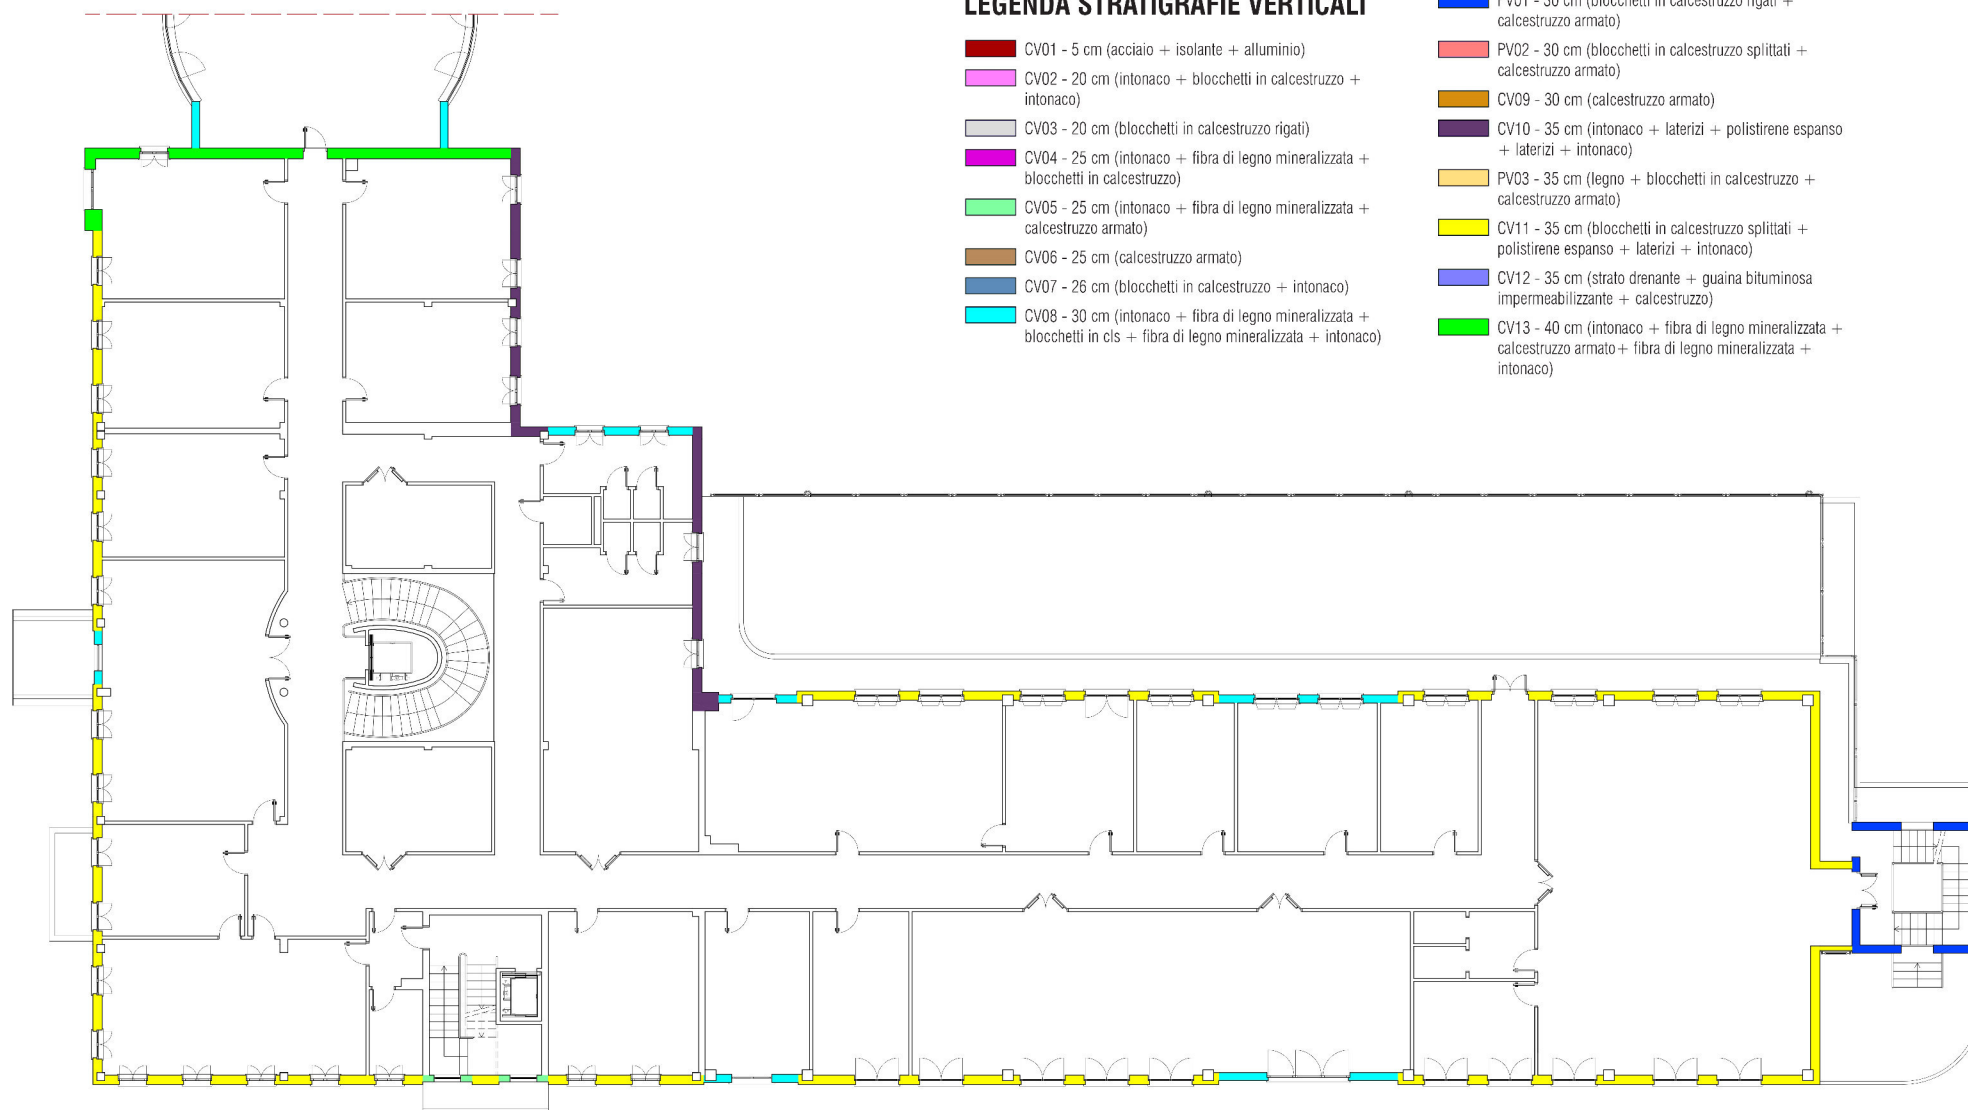 LEGENDA STRATIGRAFIE VERTICALI
CV01 - 5 cm (acciaio + isolante + alluminio)
CV02 - 20 cm (intonaco + blocchetti in calcestruzzo +
intonaco)
CV03 - 20 cm (blocchetti in calcestruzzo rigati)
CV04 - 25 cm (intonaco + fibra di legno mineralizzata +
blocchetti in calcestruzzo)
CV05 - 25 cm (intonaco + fibra di legno mineralizzata +
calcestruzzo armato)
CV06 - 25 cm (calcestruzzo armato)
CV07 - 26 cm (blocchetti in calcestruzzo + intonaco)
CV08 - 30 cm (intonaco + fibra di legno mineralizzata +
blocchetti in cls + fibra di legno mineralizzata + intonaco)
PV01 - 30 cm (blocchetti in calcestruzzo rigati +
calcestruzzo armato)
PV02 - 30 cm (blocchetti in calcestruzzo splittati +
calcestruzzo armato)
CV09 - 30 cm (calcestruzzo armato)
CV10 - 35 cm (intonaco + laterizi + polistirene espanso
+ laterizi + intonaco)
PV03 - 35 cm (legno + blocchetti in calcestruzzo +
calcestruzzo armato)
CV11 - 35 cm (blocchetti in calcestruzzo splittati +
polistirene espanso + laterizi + intonaco)
CV12 - 35 cm (strato drenante + guaina bituminosa
impermeabilizzante + calcestruzzo)
CV13 - 40 cm (intonaco + fibra di legno mineralizzata +
calcestruzzo armato+ fibra di legno mineralizzata +
intonaco)